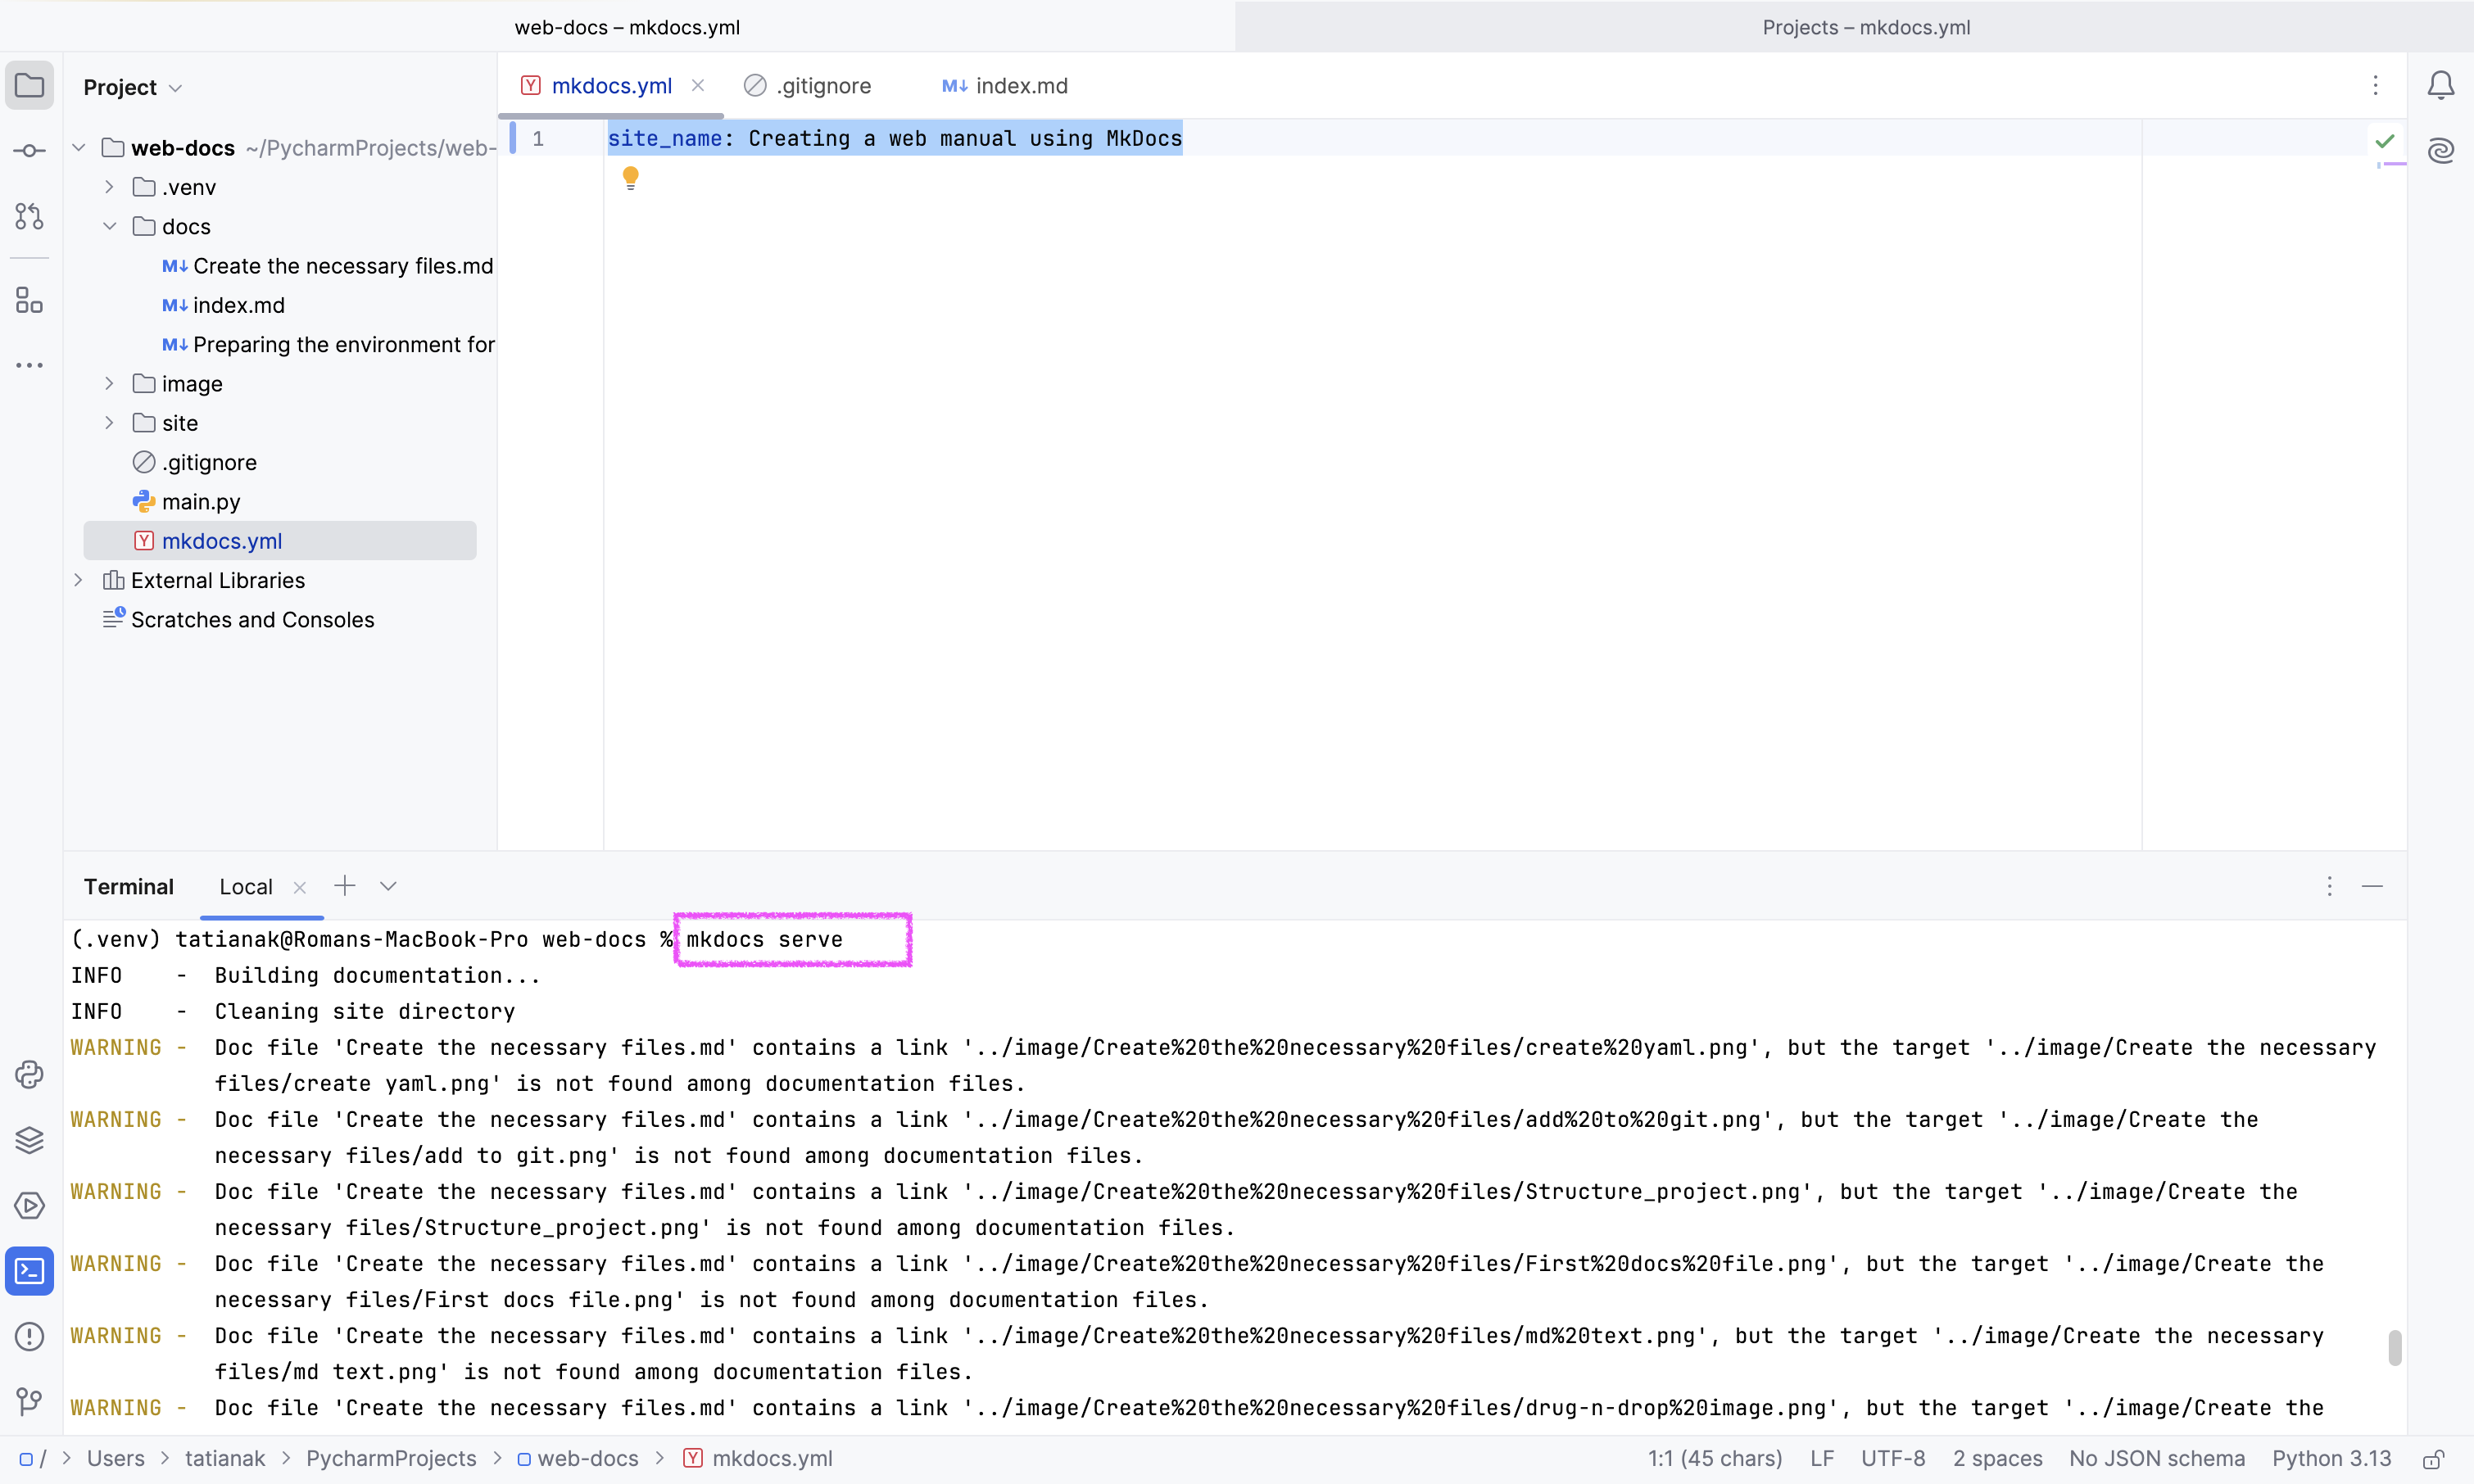 web-docs – mkdocs.yml
Projects – mkdocs.yml
Project
mkdocs.yml
.gitignore
M↓ index.md
web-docs ~/PycharmProjects/web-
.venv
docs
M↓ Create the necessary files.md
M↓ index.md
M↓ Preparing the environment for
image
site
.gitignore
main.py
Y mkdocs.yml
External Libraries
Scratches and Consoles
1 site_name: Creating a web manual using MkDocs
Terminal Local
(.venv) tatianak@Romans-MacBook-Pro web-docs % mkdocs serve
INFO - Building documentation...
INFO - Cleaning site directory
WARNING - Doc file 'Create the necessary files.md' contains a link '../image/Create%20the%20necessary%20files/create%20yaml.png', but the target '../image/Create the necessary
files/create yaml.png' is not found among documentation files.
WARNING - Doc file 'Create the necessary files.md' contains a link '../image/Create%20the%20necessary%20files/add%20to%20git.png', but the target '../image/Create the
necessary files/add to git.png' is not found among documentation files.
WARNING - Doc file 'Create the necessary files.md' contains a link '../image/Create%20the%20necessary%20files/Structure_project.png', but the target '../image/Create the
necessary files/Structure_project.png' is not found among documentation files.
WARNING - Doc file 'Create the necessary files.md' contains a link '../image/Create%20the%20necessary%20files/First%20docs%20file.png', but the target '../image/Create the
necessary files/First docs file.png' is not found among documentation files.
WARNING - Doc file 'Create the necessary files.md' contains a link '../image/Create%20the%20necessary%20files/md%20text.png', but the target '../image/Create the necessary
files/md text.png' is not found among documentation files.
WARNING - Doc file 'Create the necessary files.md' contains a link '../image/Create%20the%20necessary%20files/drug-n-drop%20image.png', but the target '../image/Create the
/ > Users > tatianak > PycharmProjects > web-docs > Y mkdocs.yml
1:1 (45 chars) LF UTF-8 2 spaces No JSON schema Python 3.13